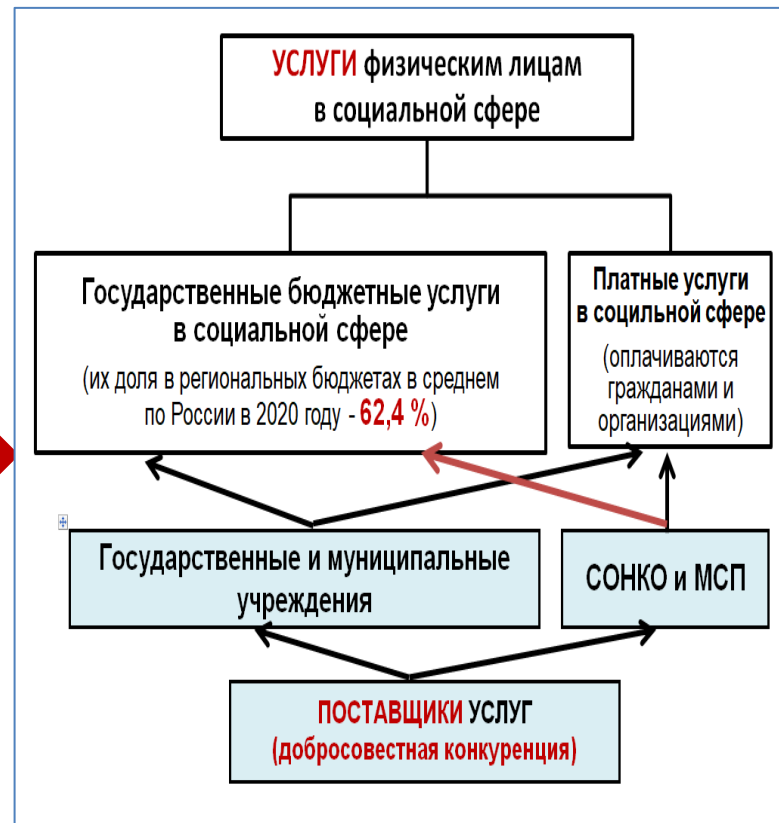 УСЛУГИ физическим лицам
в социальной сфере
Государственные бюджетные услуги
в социальной сфере
(их доля в региональных бюджетах в среднем
по России в 2020 году - 62,4 %)
Платные услуги
в социльной сфере
(оплачиваются
гражданами и
организациями)
Государственные и муниципальные
учреждения
СОНКО и МСП
ПОСТАВЩИКИ УСЛУГ
(добросовестная конкуренция)